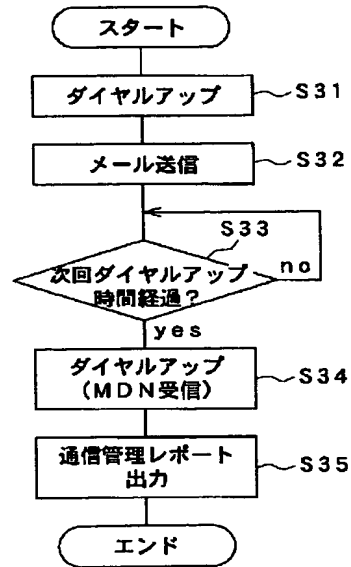 スタート
ダイヤルアップ
S31
メール送信
S32
S33
次回ダイヤルアップ
時間経過?
no
yes
ダイヤルアップ
(MDN受信)
S34
通信管理レポート
出力
S35
エンド